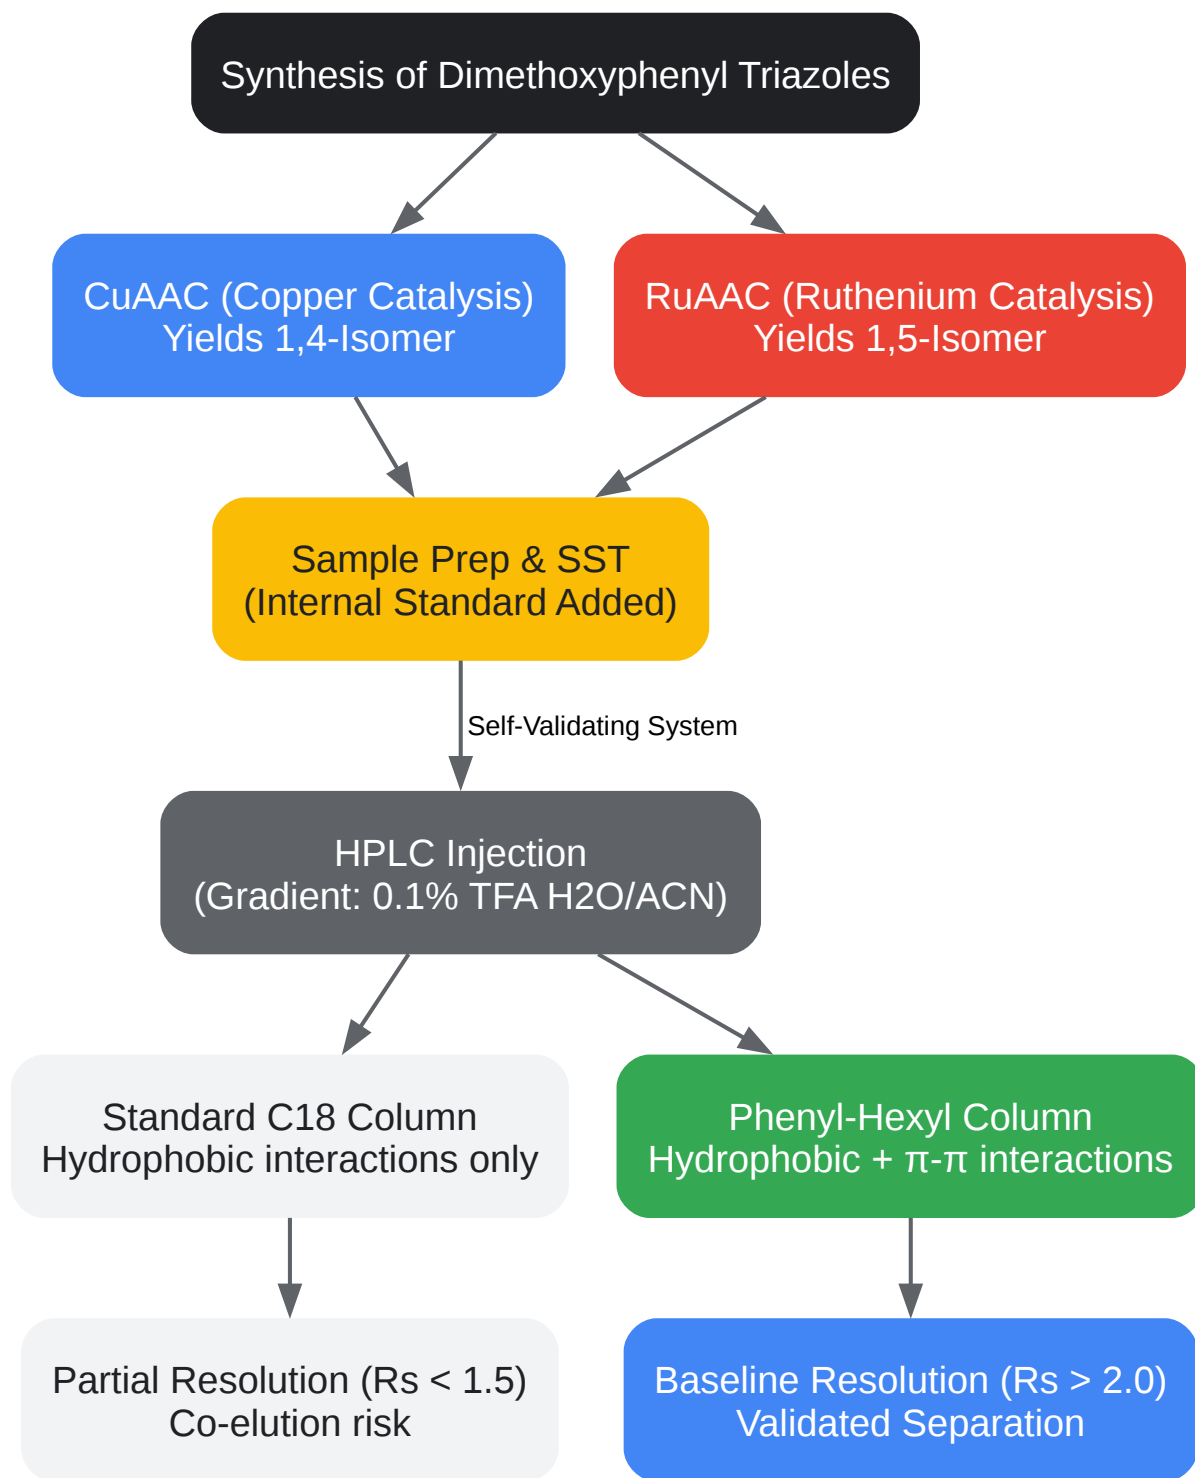 Synthesis of Dimethoxyphenyl Triazoles
CuAAC (Copper Catalysis)
Yields 1,4-Isomer
RuAAC (Ruthenium Catalysis)
Yields 1,5-Isomer
Sample Prep & SST
(Internal Standard Added)
Self-Validating System
HPLC Injection
(Gradient: 0.1% TFA H2O/ACN)
Standard C18 Column
Hydrophobic interactions only
Phenyl-Hexyl Column
Hydrophobic + π-π interactions
Partial Resolution (Rs < 1.5)
Co-elution risk
Baseline Resolution (Rs > 2.0)
Validated Separation